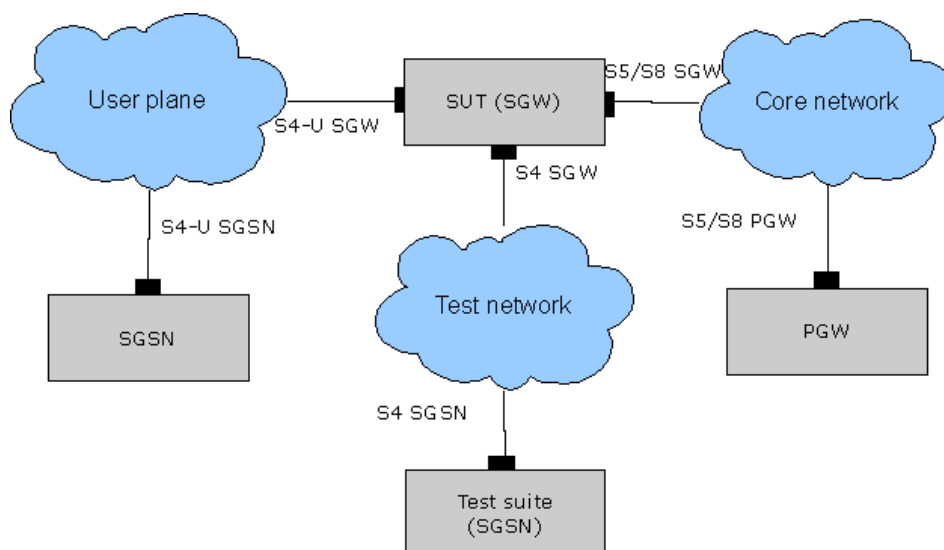 User plane
S4-U SGW
SUT (SGW)
S5/S8 SGW
Core network
S4 SGW
S4-U SGSN
S5/S8 PGW
SGSN
Test network
PGW
S4 SGSN
Test suite
(SGSN)